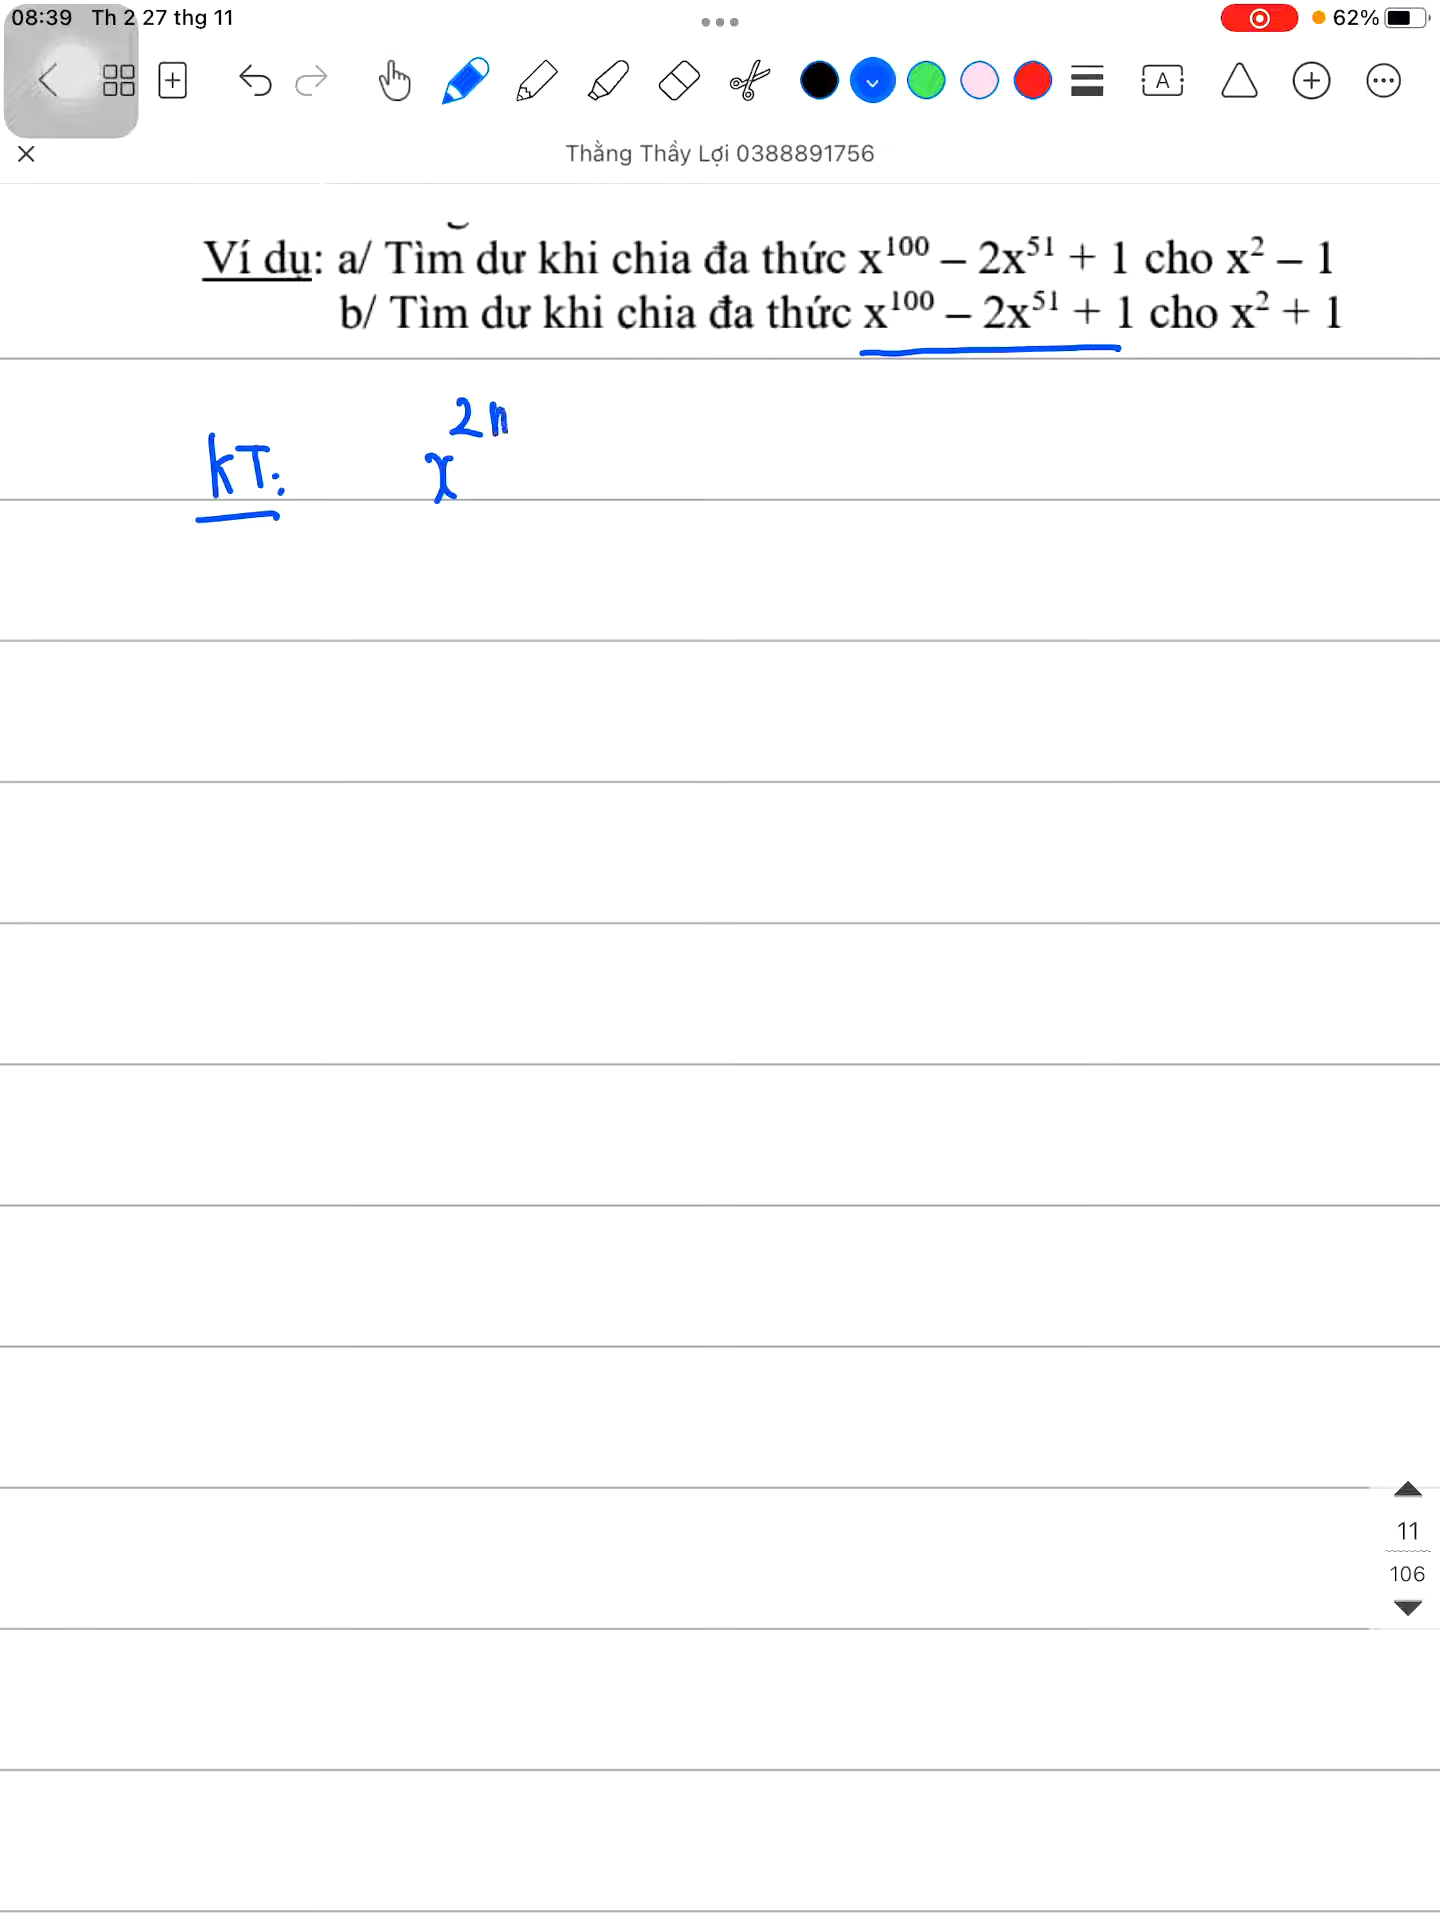 08:39 Th 2 27 thg 11
62%
A
Thằng Thầy Lợi 0388891756
Ví dụ: a/ Tìm dư khi chia đa thức x¹⁰⁰ – 2x⁵¹ + 1 cho x² – 1
b/ Tìm dư khi chia đa thức x¹⁰⁰ – 2x⁵¹ + 1 cho x² + 1
KT: x²ⁿ
11
106